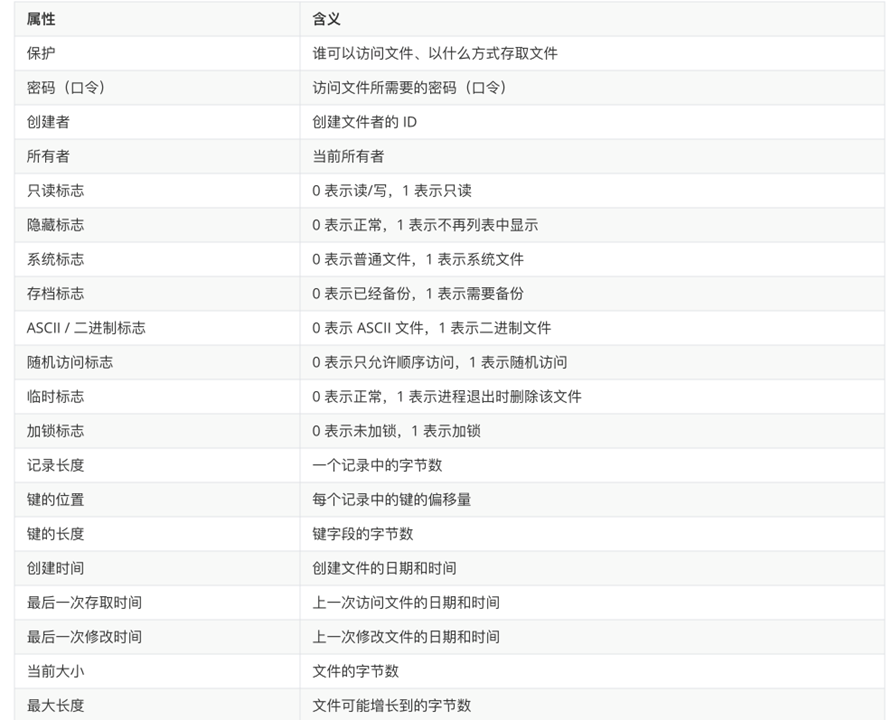 属性 含义
保护 谁可以访问文件、以什么方式存取文件
密码（口令） 访问文件所需要的密码（口令）
创建者 创建文件者的 ID
所有者 当前所有者
只读标志 0 表示读/写，1 表示只读
隐藏标志 0 表示正常，1 表示不再列表中显示
系统标志 0 表示普通文件，1 表示系统文件
存档标志 0 表示已经备份，1 表示需要备份
ASCII / 二进制标志 0 表示 ASCII 文件，1 表示二进制文件
随机访问标志 0 表示只允许顺序访问，1 表示随机访问
临时标志 0 表示正常，1 表示进程退出时删除该文件
加锁标志 0 表示未加锁，1 表示加锁
记录长度 一个记录中的字节数
键的位置 每个记录中的键的偏移量
键的长度 键字段的字节数
创建时间 创建文件的日期和时间
最后一次存取时间 上一次访问文件的日期和时间
最后一次修改时间 上一次修改文件的日期和时间
当前大小 文件的字节数
最大长度 文件可能增长到的字节数